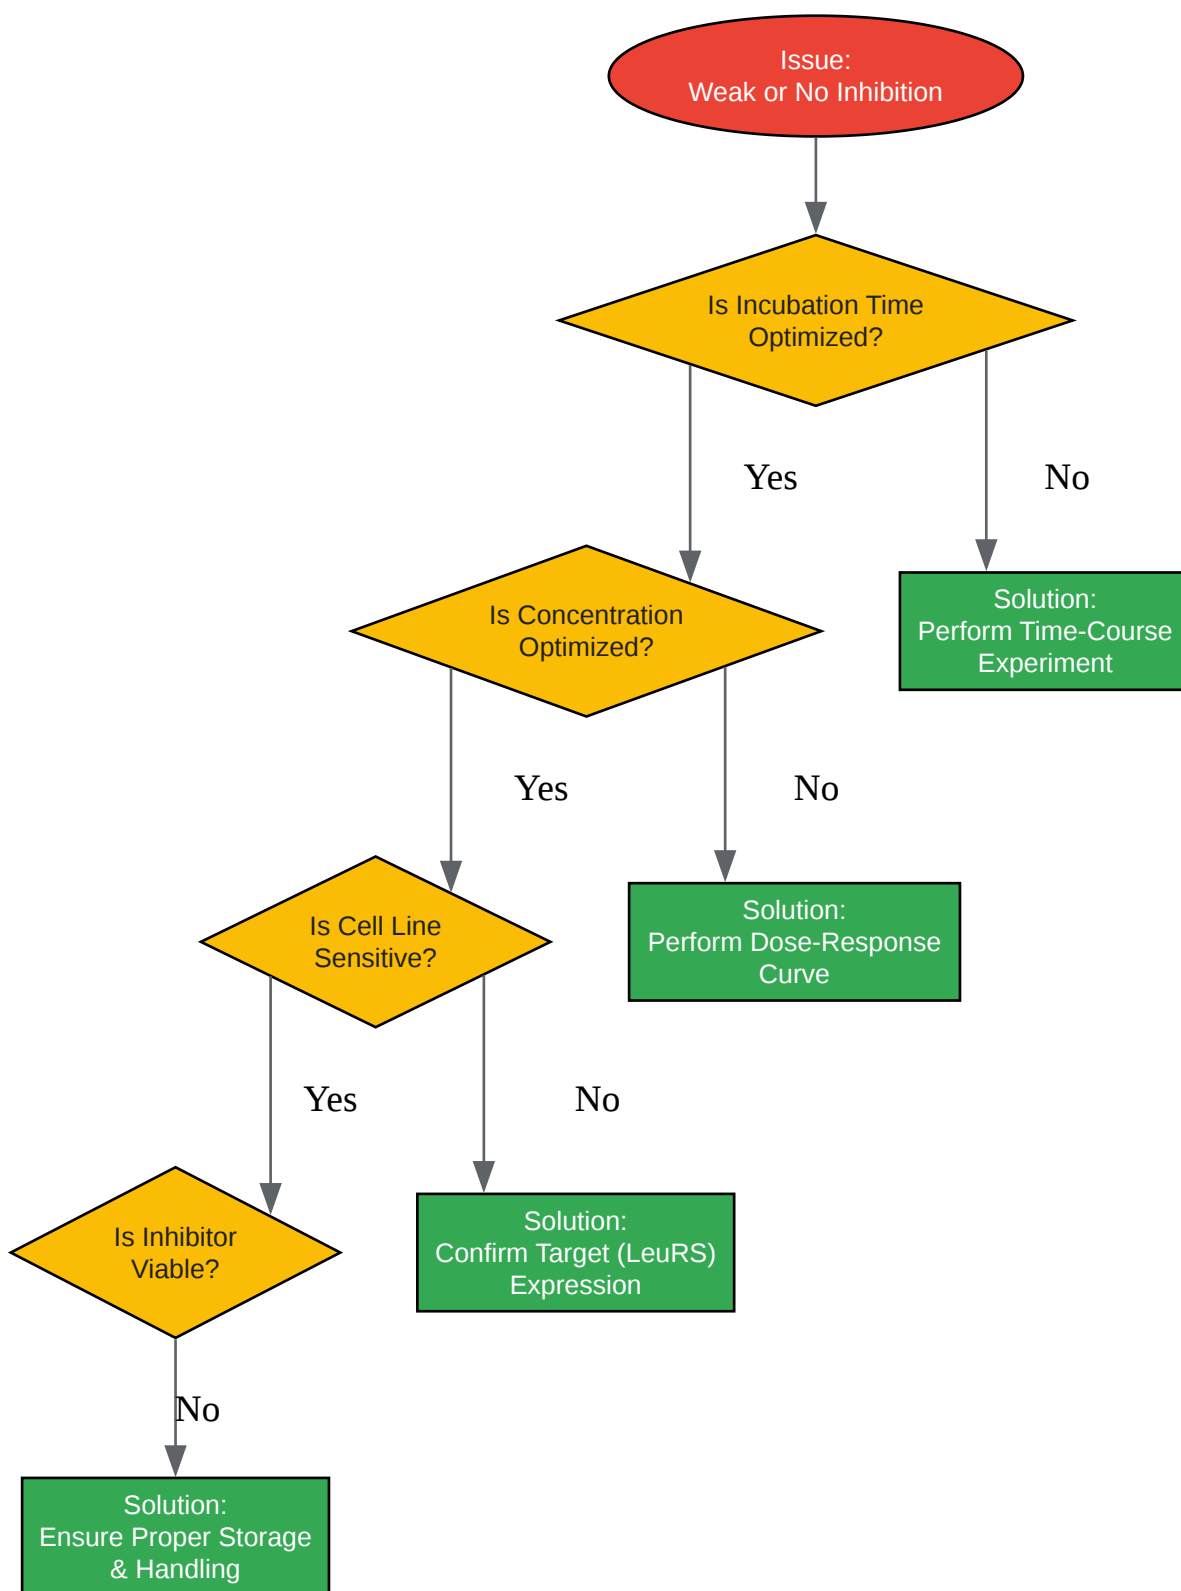 Issue:
Weak or No Inhibition
Is Incubation Time
Optimized?
Yes
No
Is Concentration
Optimized?
Solution:
Perform Time-Course
Experiment
Yes
No
Is Cell Line
Sensitive?
Solution:
Perform Dose-Response
Curve
Yes
No
Is Inhibitor
Viable?
Solution:
Confirm Target (LeuRS)
Expression
No
Solution:
Ensure Proper Storage
& Handling